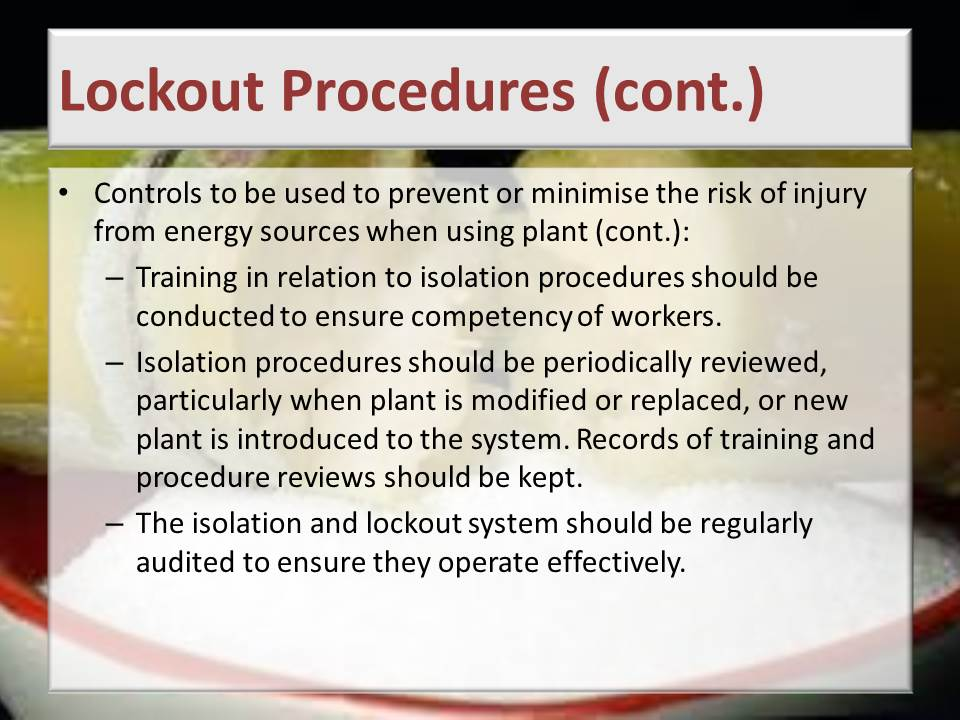 Lockout Procedures (cont.)
• Controls to be used to prevent or minimise the risk of injury
from energy sources when using plant (cont.):
– Training in relation to isolation procedures should be
conducted to ensure competency of workers.
– Isolation procedures should be periodically reviewed,
particularly when plant is modified or replaced, or new
plant is introduced to the system. Records of training and
procedure reviews should be kept.
– The isolation and lockout system should be regularly
audited to ensure they operate effectively.